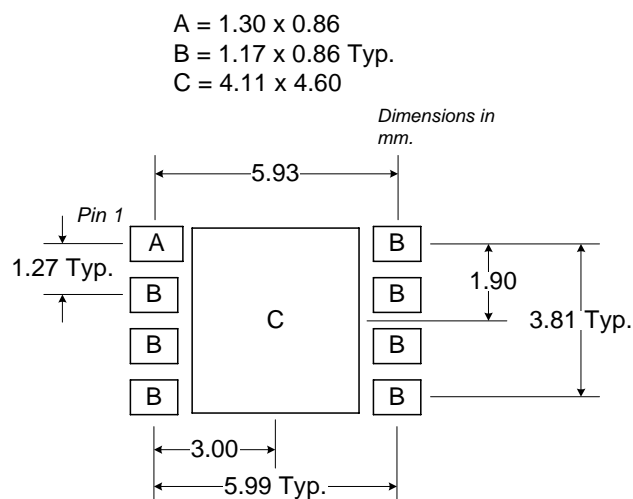 A = 1.30 x 0.86
B = 1.17 x 0.86 Typ.
C = 4.11 x 4.60
Dimensions in
mm.
5.93
Pin 1
A
B
1.27 Typ.
B
B
1.90
C
3.81 Typ.
B
B
B
B
3.00
5.99 Typ.